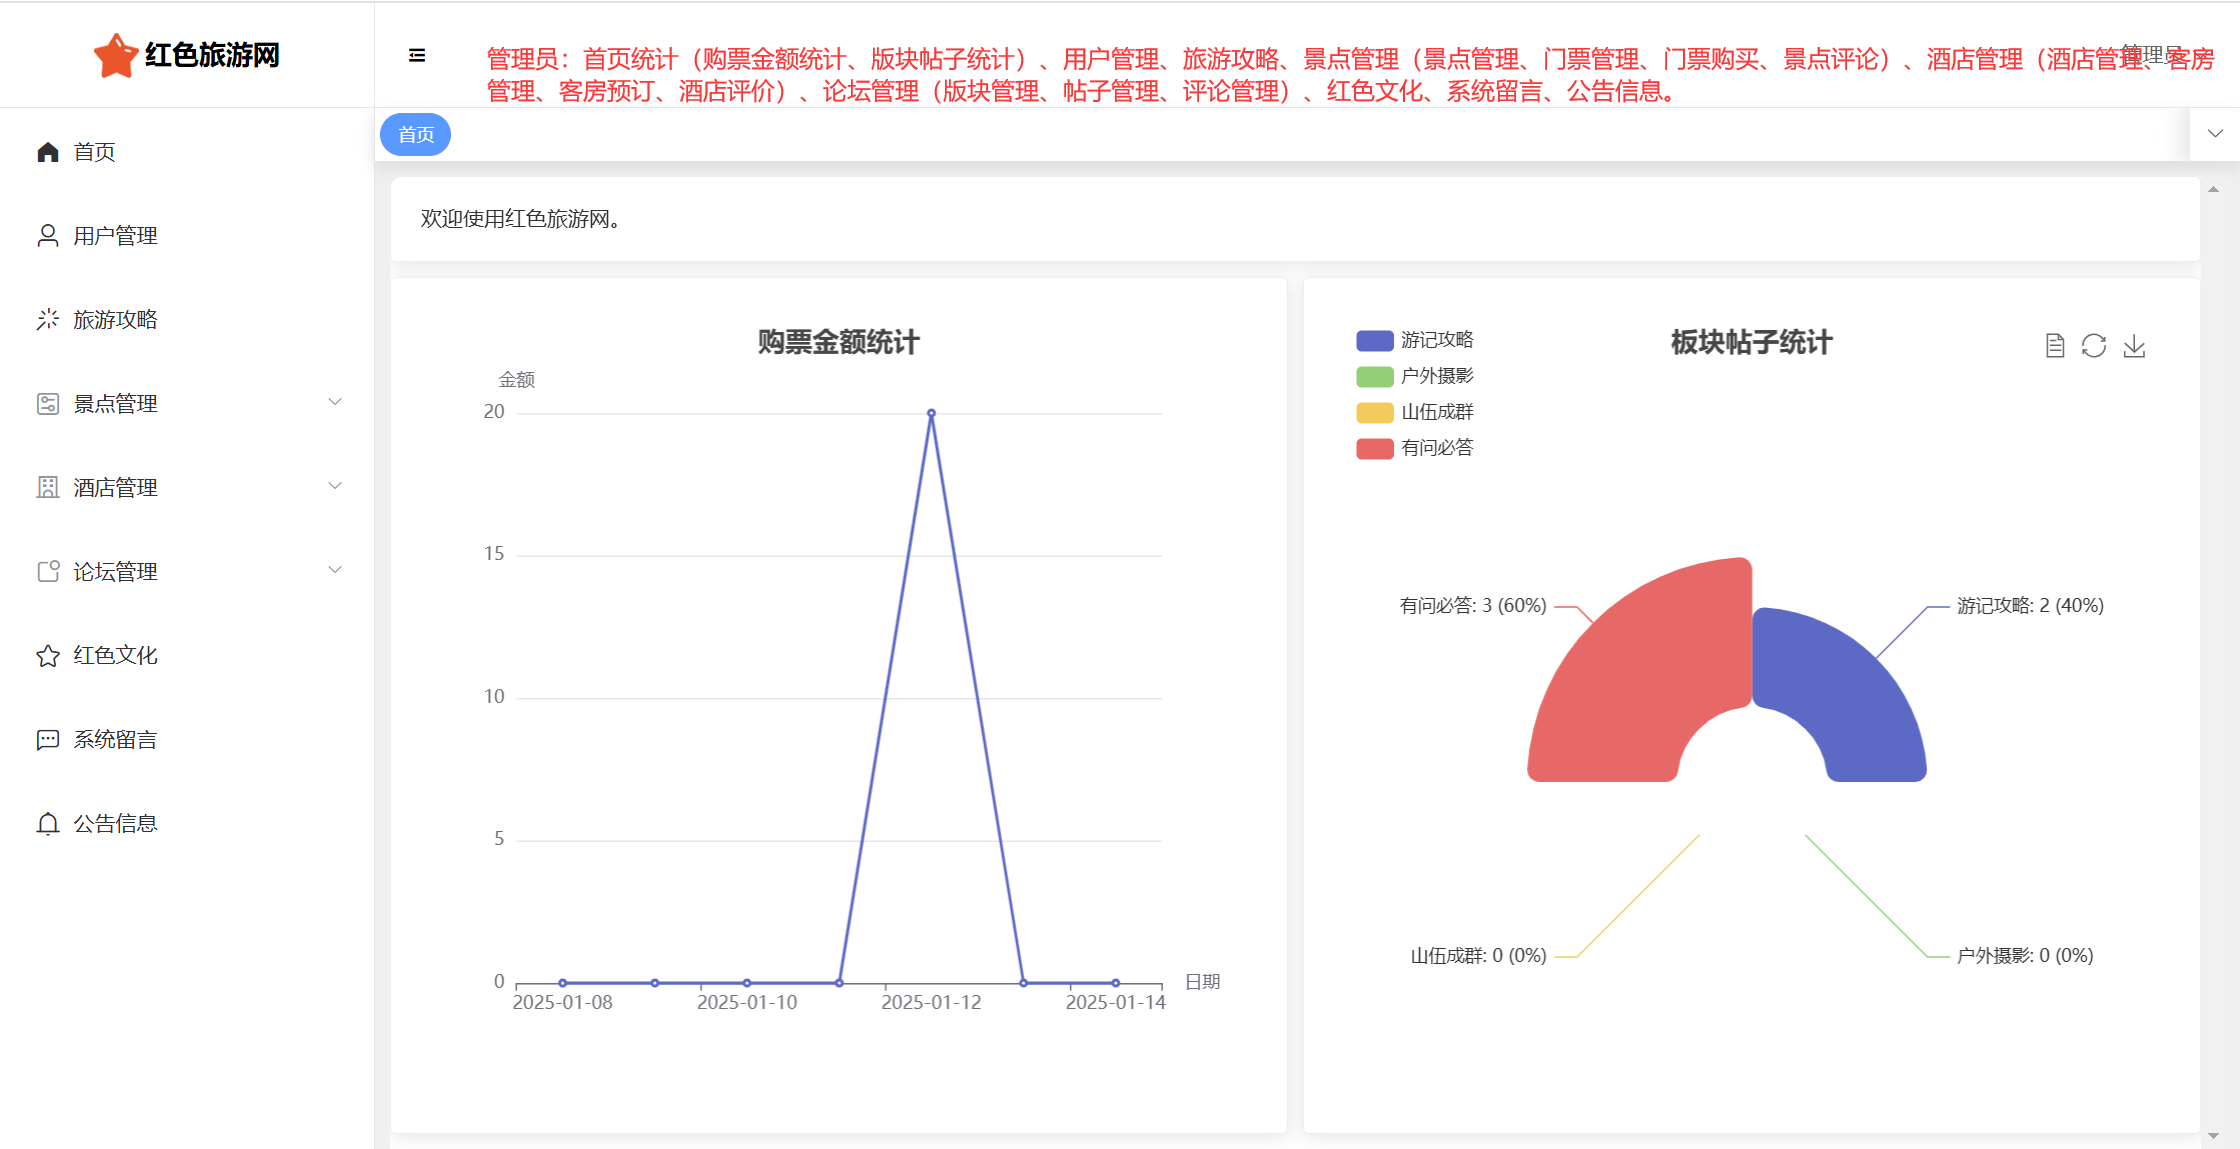 红色旅游网
管理员：首页统计（购票金额统计、版块帖子统计）、用户管理、旅游攻略、景点管理（景点管理、门票管理、门票购买、景点评论）、酒店管理（酒店管理、客房
管理、客房预订、酒店评价）、论坛管理（版块管理、帖子管理、评论管理）、红色文化、系统留言、公告信息。
管理员
首页
首页
用户管理
旅游攻略
景点管理
酒店管理
论坛管理
红色文化
系统留言
公告信息
欢迎使用红色旅游网。
购票金额统计
金额
20
15
10
5
0
2025-01-08
2025-01-10
2025-01-12
2025-01-14
日期
板块帖子统计
游记攻略
户外摄影
山伍成群
有问必答
有问必答: 3 (60%)
游记攻略: 2 (40%)
山伍成群: 0 (0%)
户外摄影: 0 (0%)